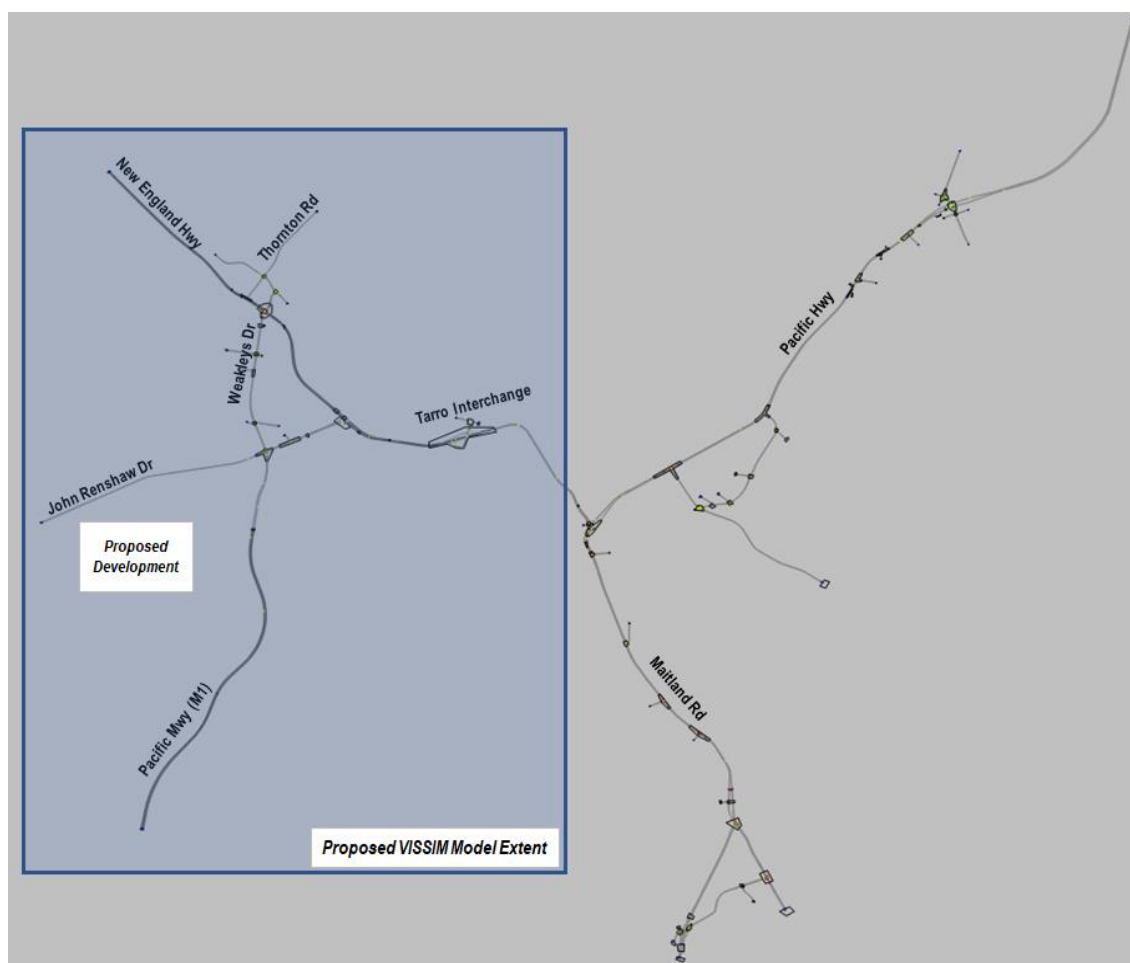 New England Hwy
Thornton Rd
Weakleys Dr
Tarro Interchange
Pacific Hwy
John Renshaw Dr
Proposed
Development
Maitland Rd
Pacific Mwy (M1)
Proposed VISSIM Model Extent